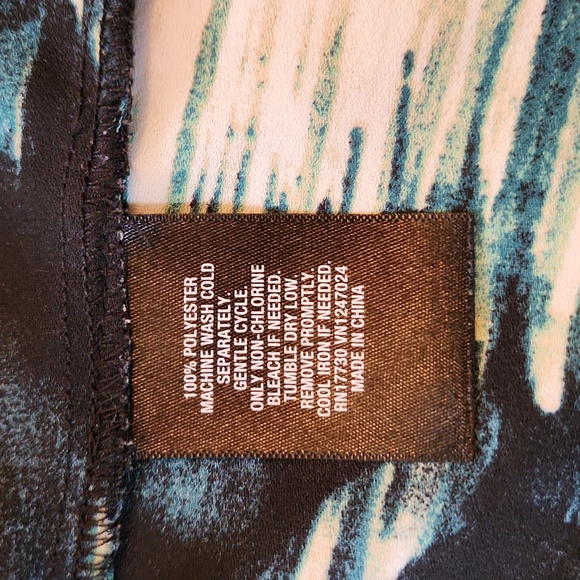 100% POLYESTER
MACHINE WASH COLD
SEPARATELY.
GENTLE CYCLE.
ONLY NON-CHLORINE
BLEACH IF NEEDED.
TUMBLE DRY LOW.
REMOVE PROMPTLY.
COOL IRON IF NEEDED.
RN17730 VN1247024
MADE IN CHINA